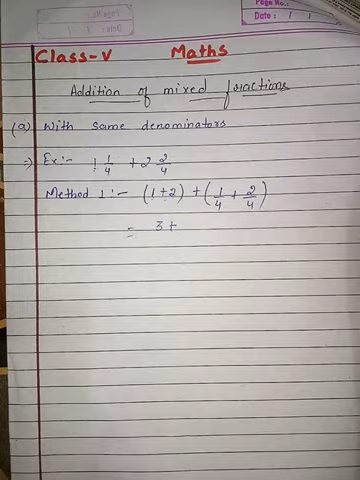 Page No.:
Date: / /
Class-V Maths
Addition of mixed fractions
(a) With same denominators
⇒ Ex:- 1 1/4 + 2 2/4
Method 1:- (1+2) + (1/4 + 2/4)
= 3+